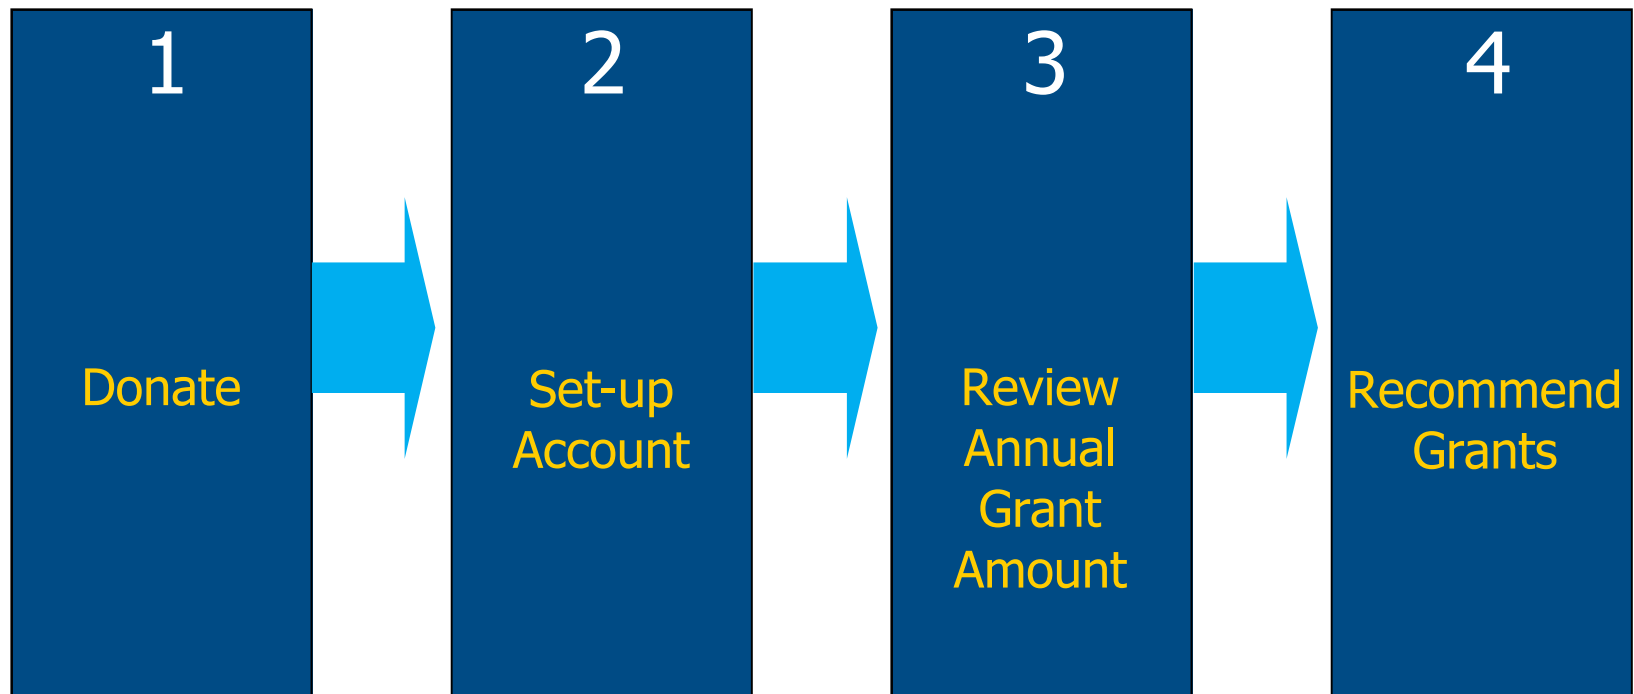 1
Donate
2
Set-up
Account
3
Review
Annual
Grant
Amount
4
Recommend
Grants